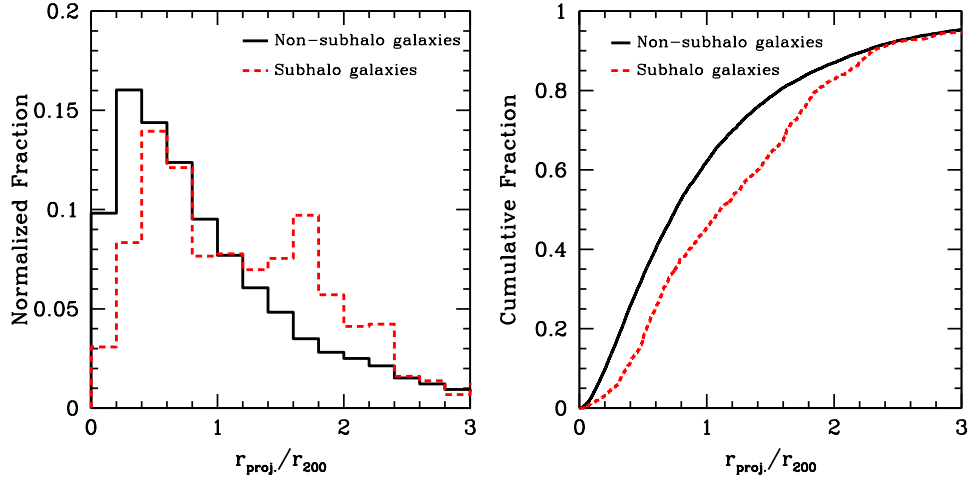 Normalized Fraction
0.2
0.15
0.1
0.05
0
Non-subhalo galaxies
Subhalo galaxies
0 1 2 3
r_proj./r_200
Cumulative Fraction
1
0.8
0.6
0.4
0.2
0
Non-subhalo galaxies
Subhalo galaxies
0 1 2 3
r_proj./r_200